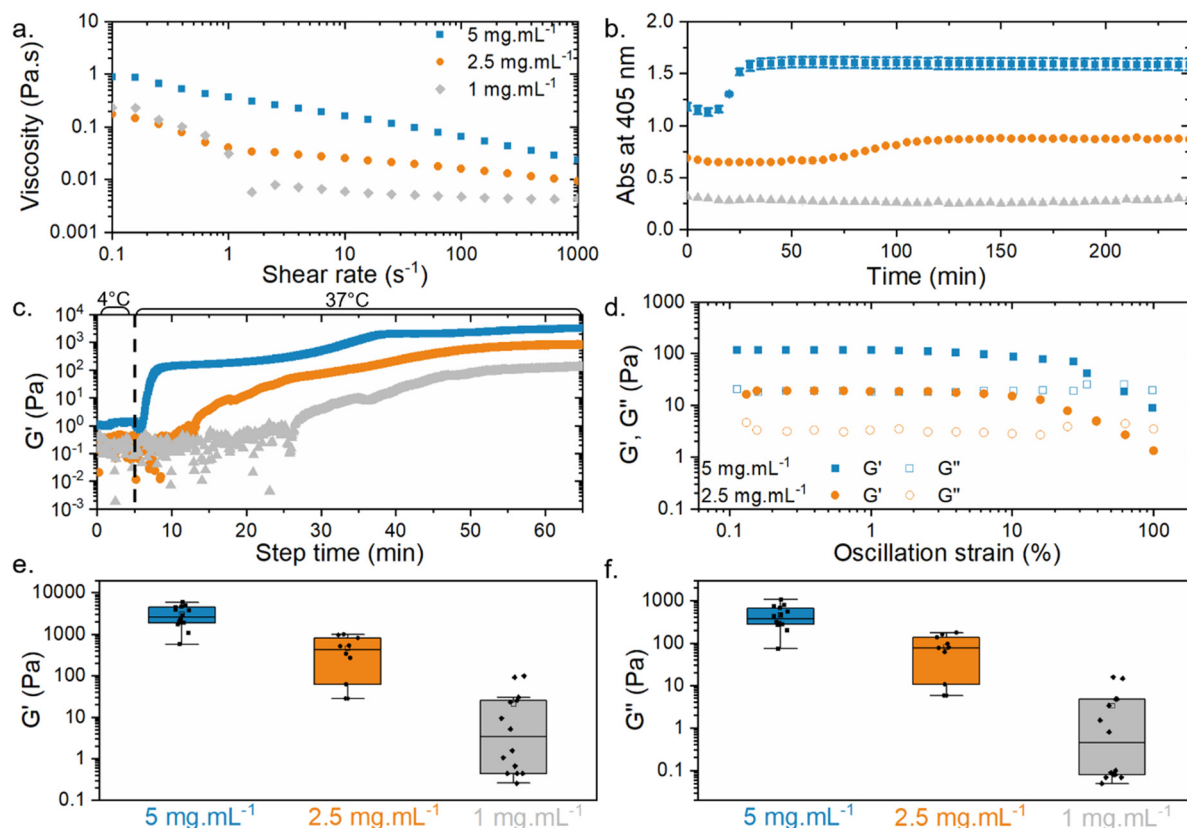 a.
Viscosity (Pa.s)
10
1
0.1
0.01
0.001
5 mg.mL⁻¹
2.5 mg.mL⁻¹
1 mg.mL⁻¹
0.1 1 10 100 1000
Shear rate (s⁻¹)
b.
Abs at 405 nm
2.0
1.5
1.0
0.5
0.0
0 50 100 150 200
Time (min)
c.
4°C 37°C
G' (Pa)
10⁴
10³
10²
10¹
10⁰
10⁻¹
10⁻²
10⁻³
0 10 20 30 40 50 60
Step time (min)
d.
G', G" (Pa)
1000
100
10
1
0.1
5 mg.mL⁻¹ G' G"
2.5 mg.mL⁻¹ G' G"
0.1 1 10 100
Oscillation strain (%)
e.
G' (Pa)
10000
1000
100
10
1
0.1
5 mg.mL⁻¹ 2.5 mg.mL⁻¹ 1 mg.mL⁻¹
f.
G" (Pa)
1000
100
10
1
0.1
5 mg.mL⁻¹ 2.5 mg.mL⁻¹ 1 mg.mL⁻¹